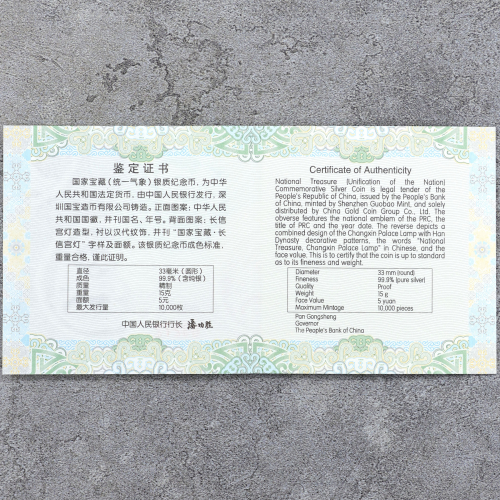 鉴定证书
国家宝藏（统一气象）银质纪念币，为中华
人民共和国法定货币，由中国人民银行发行，深
圳国宝造币有限公司铸造。正面图案：中华人民
共和国国徽，并刊国名、年号。背面图案：长信
宫灯造型，衬以汉代纹饰，并刊“国家宝藏·长
信宫灯”字样及面额。该银质纪念币成色标准，
重量合格，谨此证明。
直径 33毫米（圆形）
成色 99.9%（含纯银）
质量 精制
重量 15克
面额 5元
最大发行量 10,000枚
中国人民银行行长 潘功胜
Certificate of Authenticity
National Treasure (Unification of the Nation)
Commemorative Silver Coin is legal tender of the
People's Republic of China, issued by the People's Bank
of China, minted by Shenzhen Guobao Mint, and solely
distributed by China Gold Coin Group Co., Ltd. The
obverse features the national emblem of the PRC, the
title of PRC and the year date. The reverse depicts a
combined design of the Changxin Palace Lamp with Han
Dynasty decorative patterns, the words "National
Treasure, Changxin Palace Lamp" in Chinese, and the
face value. This is to certify that the coin is up to standard
as to its fineness and weight.
Diameter 33 mm (round)
Fineness 99.9% (pure silver)
Quality Proof
Weight 15 g
Face Value 5 yuan
Maximum Mintage 10,000 pieces
Pan Gongsheng
Governor
The People's Bank of China